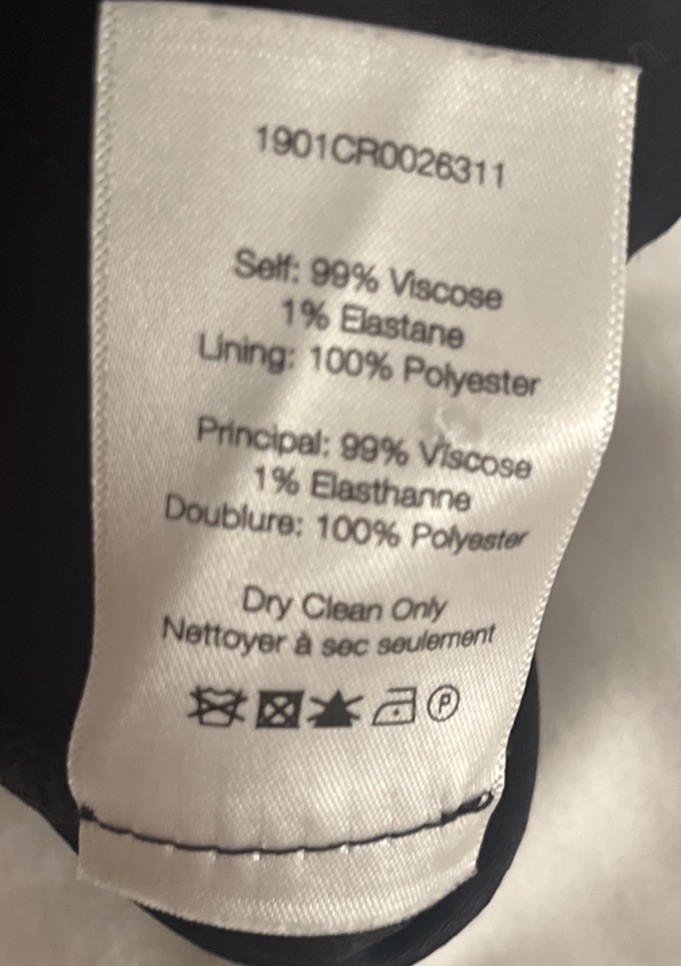 1901CR0026311
Self: 99% Viscose
1% Elastane
Lining: 100% Polyester
Principal: 99% Viscose
1% Elasthanne
Doublure: 100% Polyester
Dry Clean Only
Nettoyer à sec seulement
P